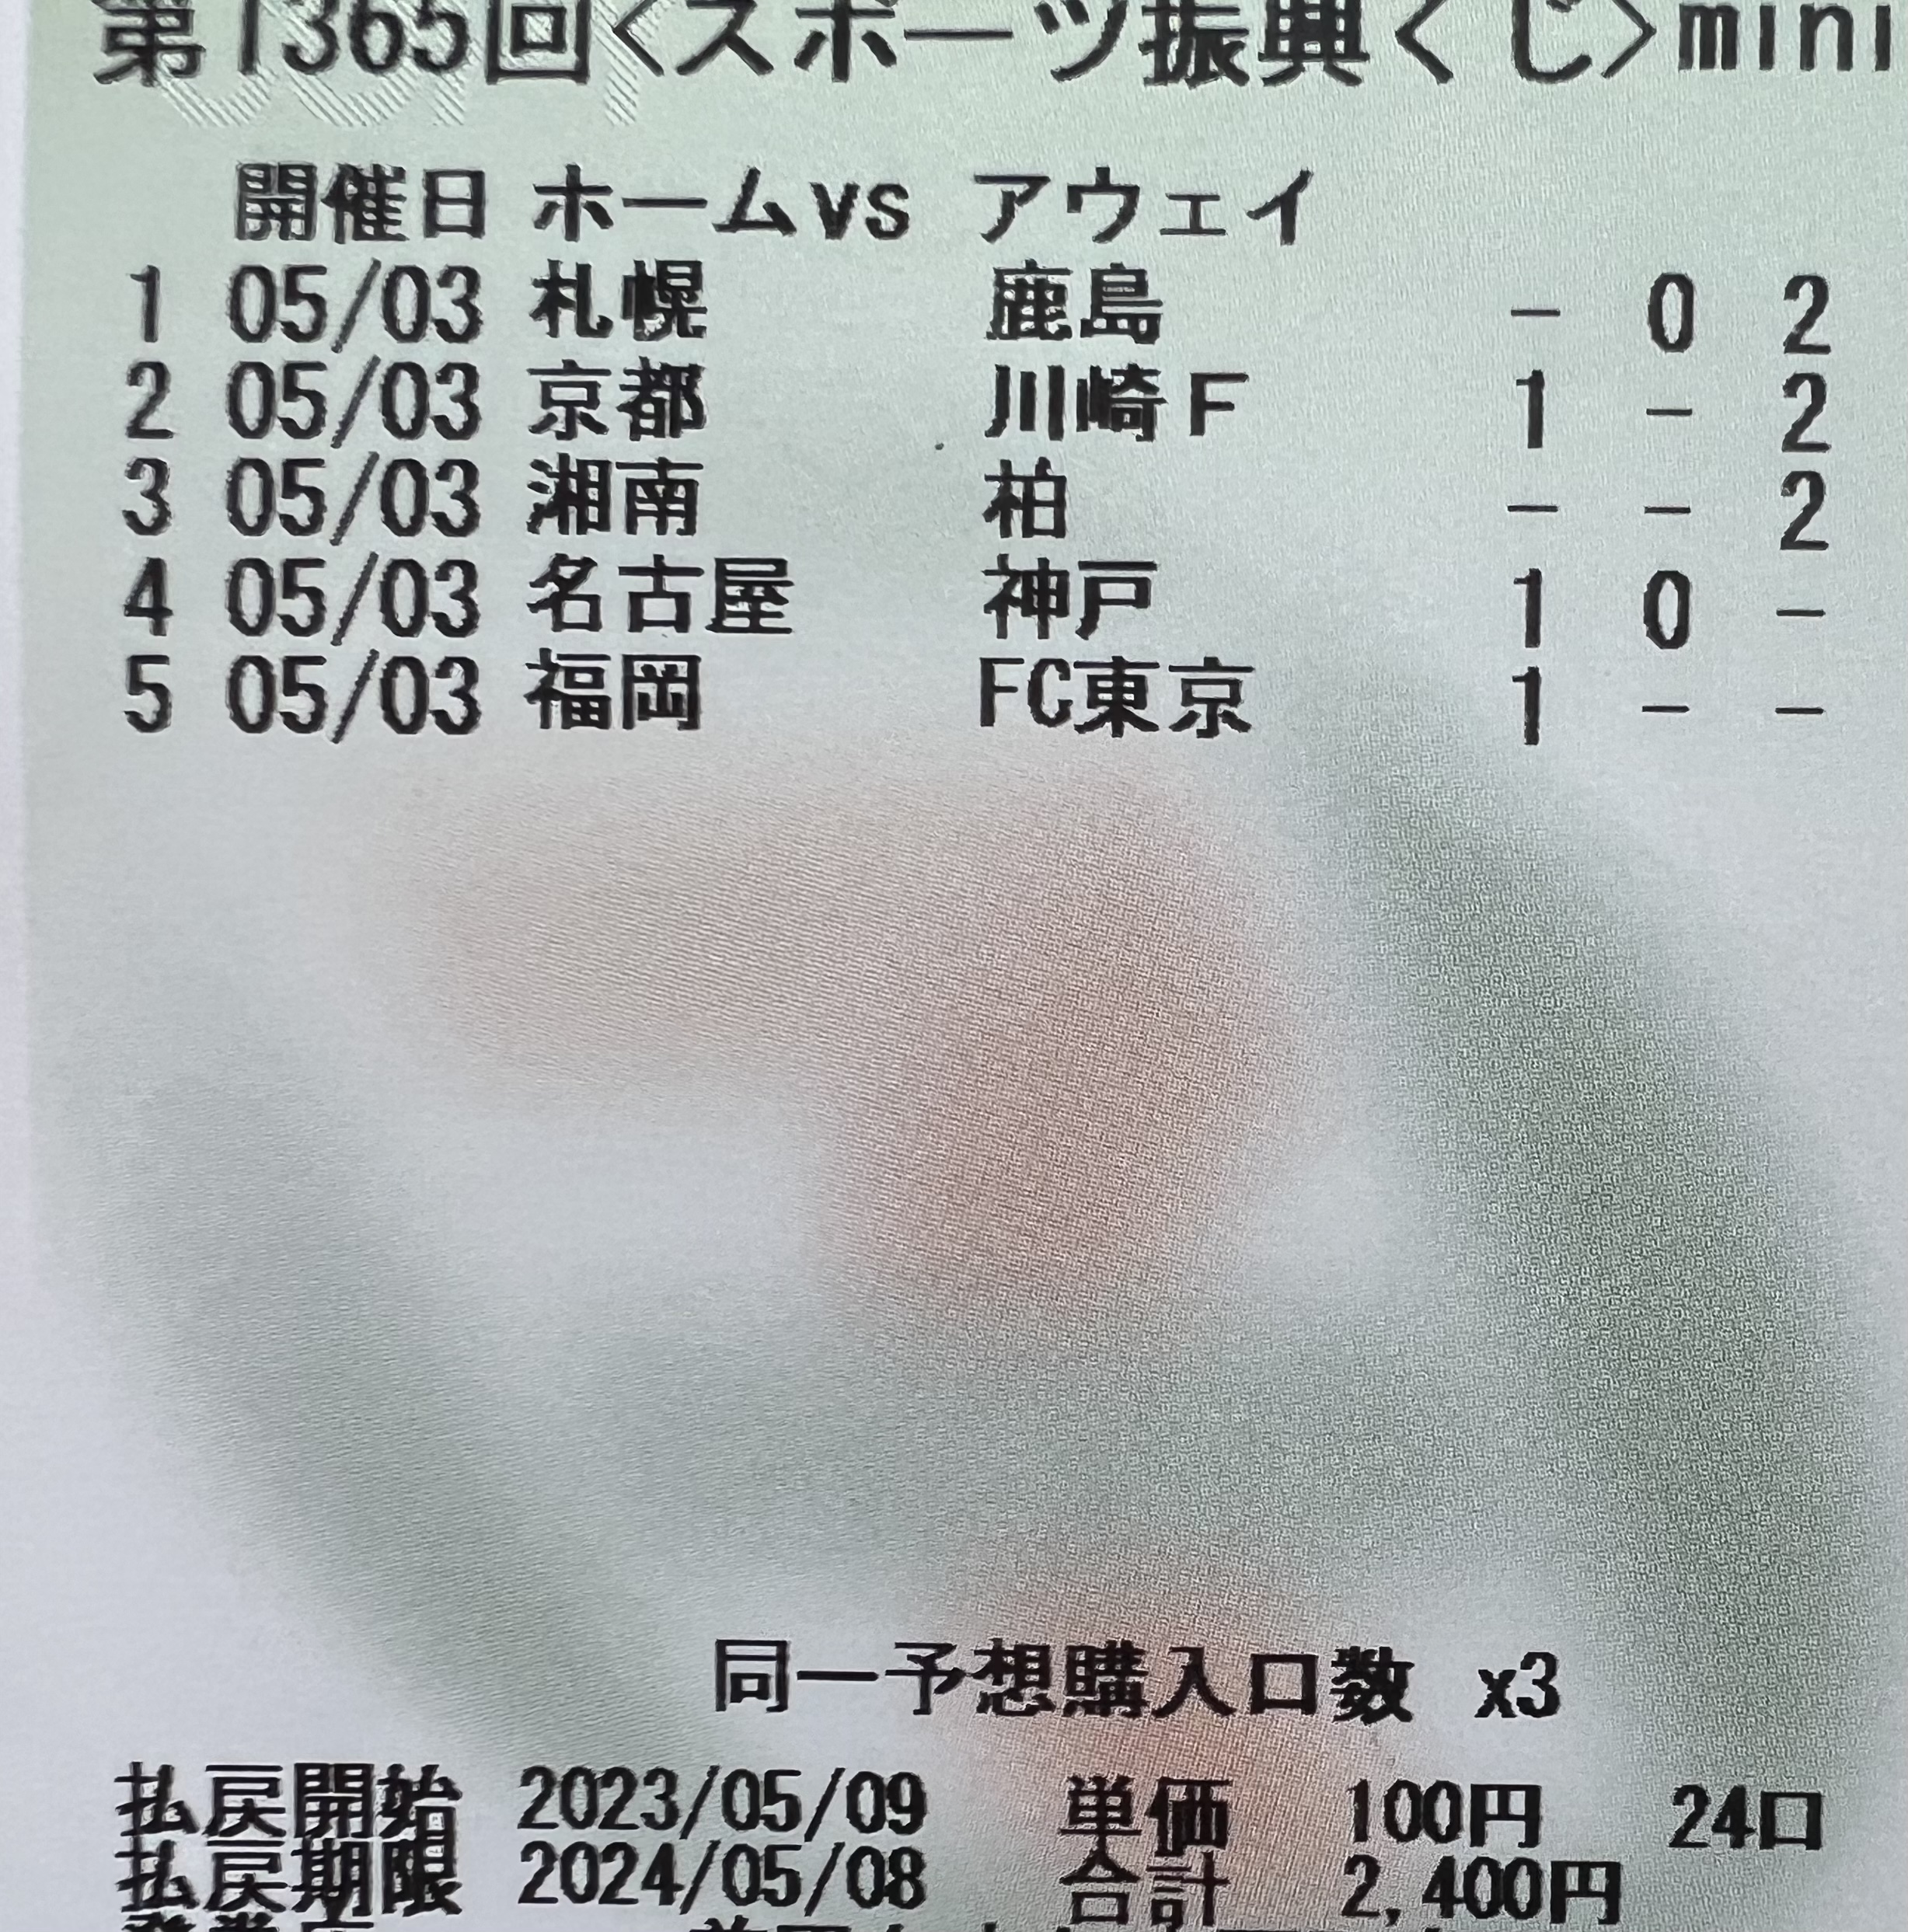 第1365回<スポーツ振興くじ>mini
開催日 ホームvs アウェイ
1 05/03 札幌 鹿島 - 0 2
2 05/03 京都 川崎F 1 - 2
3 05/03 湘南 柏 - - 2
4 05/03 名古屋 神戸 1 0 -
5 05/03 福岡 FC東京 1 - -
同一予想購入口数 x3
払戻開始 2023/05/09 単価 100円 24口
払戻期限 2024/05/08 合計 2,400円